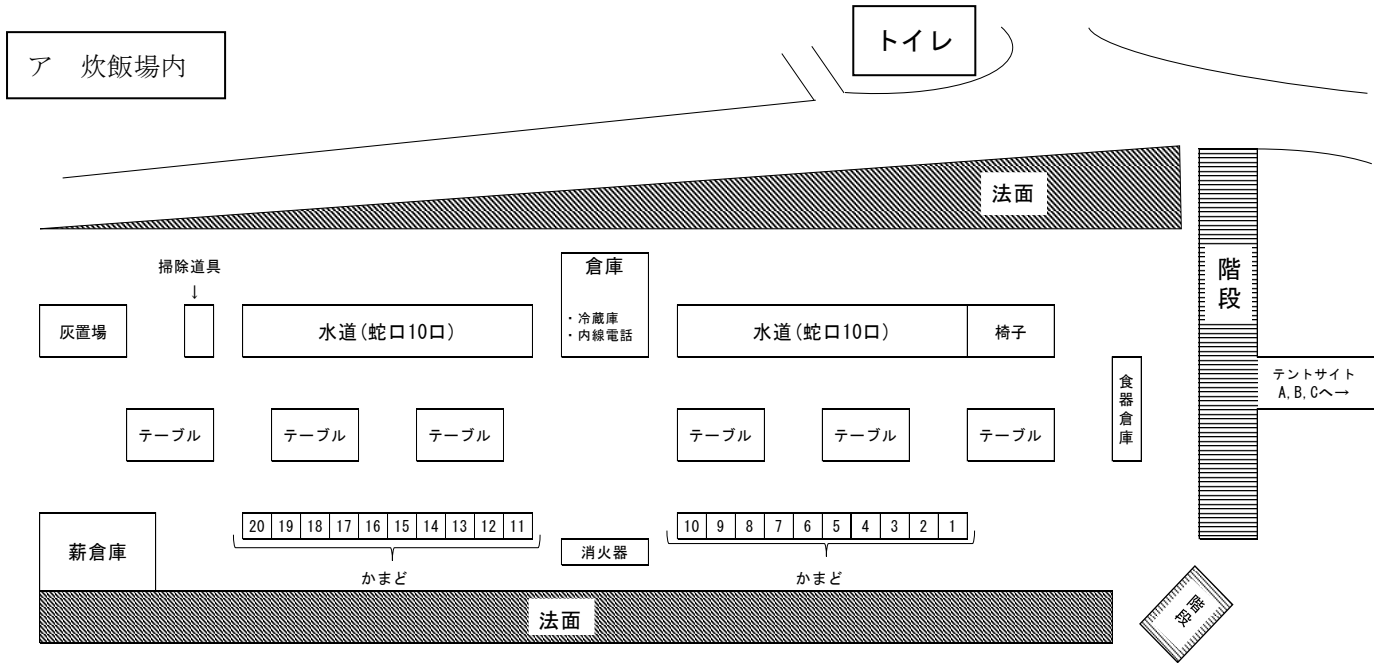 トイレ
ア 炊飯場内
法面
階段
掃除道具
↓
倉庫
・冷蔵庫
・内線電話
灰置場
水道(蛇口10口)
水道(蛇口10口)
椅子
テントサイト
A,B,Cへ→
食器倉庫
テーブル
テーブル
テーブル
テーブル
テーブル
テーブル
20 19 18 17 16 15 14 13 12 11
10 9 8 7 6 5 4 3 2 1
薪倉庫
消火器
かまど
かまど
法面
階段